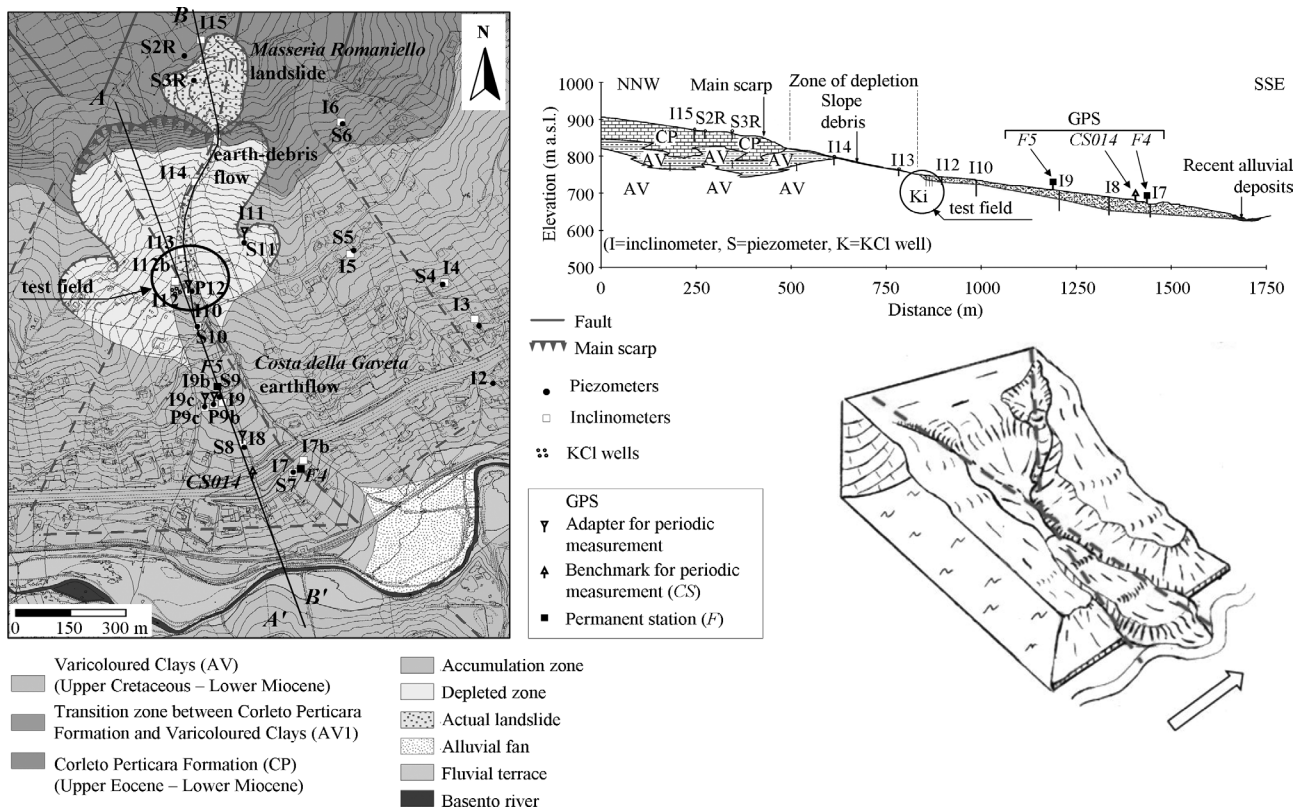 B
I15
N
S2R
Masseria Romaniello
landslide
S3R
A
I6
S6
earth-debris
flow
I14
I11
S11
I13
I12b
S5
I5
I4
S4
test field
P12
I12
I3
I10
S10
Costa della Gaveta
earthflow
F5
I9b
S9
I2
I9c
I9
P9c
P9b
I8
S8
I7b
I7
F4
S7
CS014
B'
A'
0 150 300 m
1000
900
800
700
600
500
Elevation (m a.s.l.)
NNW
Main scarp
Zone of depletion
SSE
Slope
debris
I15
S2R
S3R
CP
CP
AV
AV
AV
AV
AV
AV
I14
I13
I12
I10
Ki
test field
GPS
F5
CS014
F4
I9
I8
I7
Recent alluvial
deposits
(I=inclinometer, S=piezometer, K=KCl well)
0 250 500 750 1000 1250 1500 1750
Distance (m)
Fault
Main scarp
Piezometers
Inclinometers
KCl wells
GPS
Adapter for periodic
measurement
Benchmark for periodic
measurement (CS)
Permanent station (F)
Varicoloured Clays (AV)
(Upper Cretaceous – Lower Miocene)
Transition zone between Corleto Perticara
Formation and Varicoloured Clays (AV1)
Corleto Perticara Formation (CP)
(Upper Eocene – Lower Miocene)
Accumulation zone
Depleted zone
Actual landslide
Alluvial fan
Fluvial terrace
Basento river